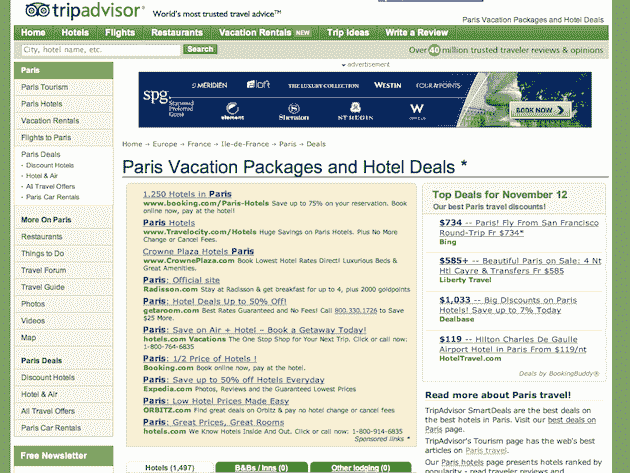 tripadvisor World's most trusted travel advice™
Paris Vacation Packages and Hotel Deals
Home Hotels Flights Restaurants Vacation Rentals NEW Trip Ideas Write a Review
City, hotel name, etc. Search Over 40 million trusted traveler reviews & opinions
advertisement
Paris
Paris Tourism
Paris Hotels
Vacation Rentals
Flights to Paris
Paris Deals
• Discount Hotels
• Hotel & Air
• All Travel Offers
• Paris Car Rentals
More On Paris
Restaurants
Things to Do
Travel Forum
Travel Guide
Photos
Videos
Map
Paris Deals
Discount Hotels
Hotel & Air
All Travel Offers
Paris Car Rentals
Free Newsletter
spg. Starwood Preferred Guest
LE MERIDIEN aloft THE LUXURY COLLECTION WESTIN FOUR POINTS
element Sheraton ST REGIS W HOTELS
BOOK NOW
Home → Europe → France → Ile-de-France → Paris → Deals
Paris Vacation Packages and Hotel Deals *
1,250 Hotels in Paris
www.booking.com/Paris-Hotels Save up to 75% on your reservation. Book
online now, pay at the hotel!
Paris Hotels
www.Travelocity.com/Hotels Huge Savings on Paris Hotels. Plus No More
Change or Cancel Fees.
Crowne Plaza Hotels Paris
www.CrownePlaza.com Book Lowest Hotel Rates Direct! Luxurious Beds &
Great Amenities.
Paris: Official site
Radisson.com Stay at Radisson & get breakfast for up to 4, plus 2000 goldpoints
Paris: Hotel Deals Up to 50% Off!
getaroom.com Best Rates Guaranteed and No Fees! Call 800.330.1726 to Save
$25 More.
Paris: Save on Air + Hotel – Book a Getaway Today!
hotels.com Vacations The One Stop Shop for Your Next Trip. Click or call now:
1-800-764-6835
Paris: 1/2 Price of Hotels !
Booking.com Book online now, pay at the hotel.
Paris: Save up to 50% off Hotels Everyday
Expedia.com Photos, Reviews and the Guaranteed Lowest Prices
Paris: Low Hotel Prices Made Easy
ORBITZ.com Find great deals on Orbitz & pay no hotel change or cancel fees
Paris: Great Prices, Great Rooms
hotels.com We Know Hotels Inside And Out. Click or call now: 1-800-914-6835
Sponsored links *
Hotels (1,497) B&Bs / Inns (0) Other lodging (0)
Top Deals for November 12
Our best Paris travel discounts!
$734 -- Paris! Fly From San Francisco
Round-Trip Fr $734*
Bing
$585+ -- Beautiful Paris on Sale: 4 Nt
Htl Cayre & Transfers Fr $585
Liberty Travel
$1,033 -- Big Discounts on Paris
Hotels! Save up to 7% Today
Dealbase
$119 -- Hilton Charles De Gaulle
Airport Hotel in Paris From $119/nt
HotelTravel.com
Deals by BookingBuddy®
Read more about Paris travel!
TripAdvisor SmartDeals are the best deals
on the best hotels in Paris. Visit our best deals on
Paris page.
TripAdvisor's Tourism page has the web's best
articles on Paris travel.
Our Paris hotels page presents hotels ranked by
popularity - read traveler reviews and